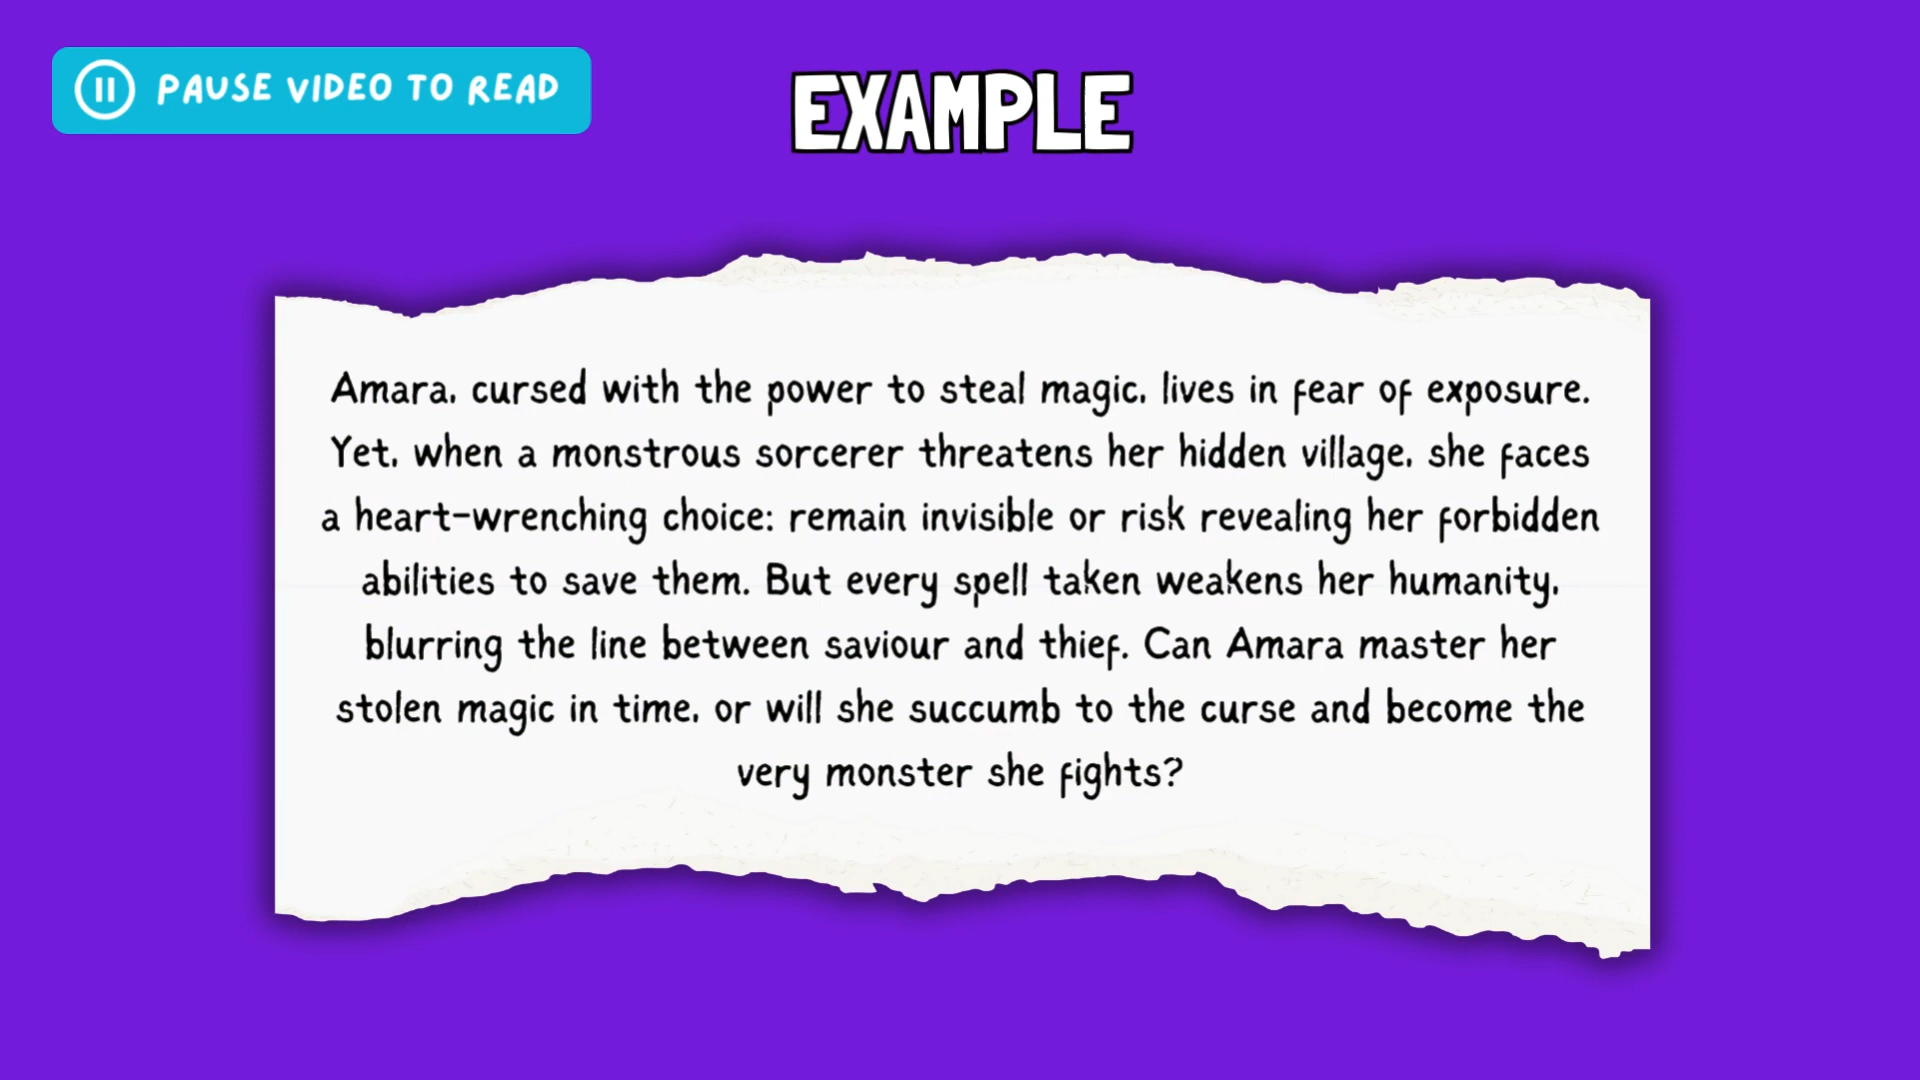 PAUSE VIDEO TO READ
EXAMPLE
Amara, cursed with the power to steal magic, lives in fear of exposure.
Yet, when a monstrous sorcerer threatens her hidden village, she faces
a heart-wrenching choice: remain invisible or risk revealing her forbidden
abilities to save them. But every spell taken weakens her humanity,
blurring the line between saviour and thief. Can Amara master her
stolen magic in time, or will she succumb to the curse and become the
very monster she fights?